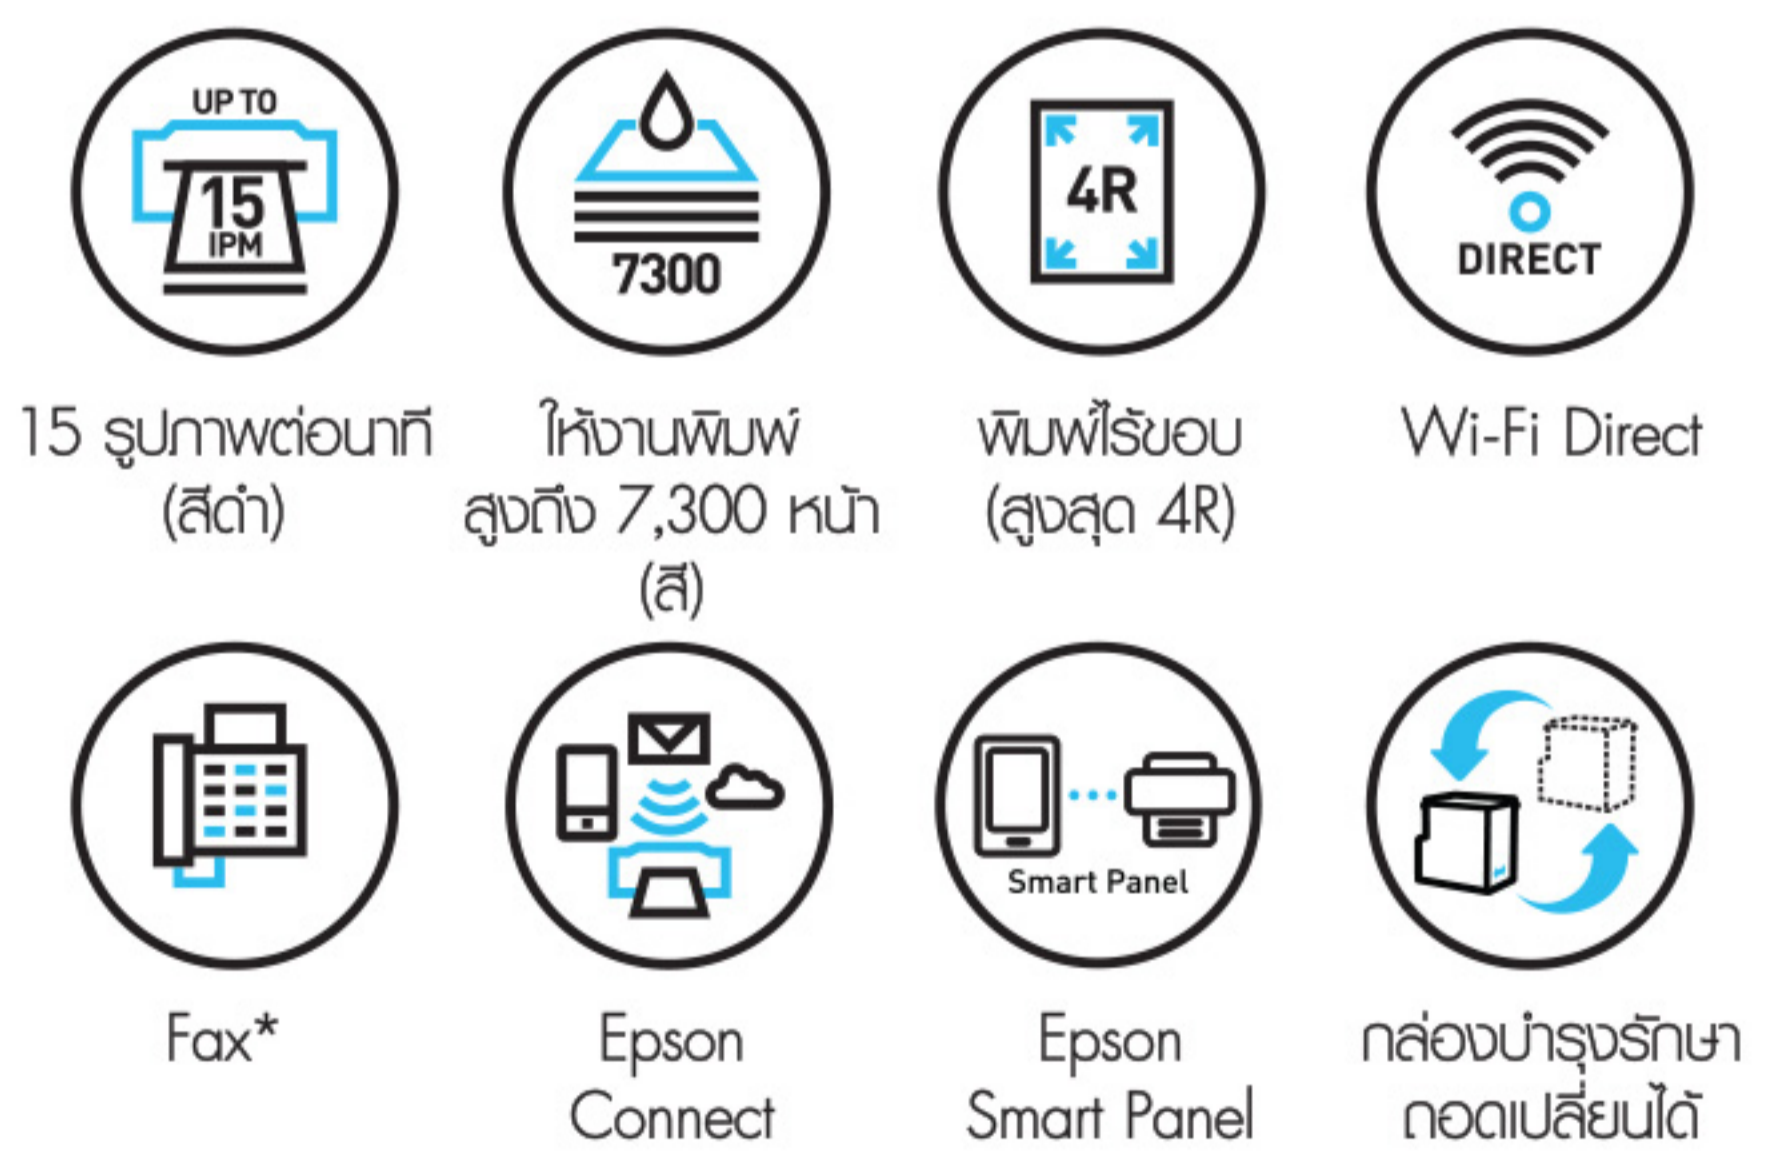 UP TO
15
IPM
7300
4R
DIRECT
15 รูปภาพต่อนาที
(สีดำ)
ให้งานพิมพ์
สูงถึง 7,300 หน้า
(สี)
พิมพ์ไร้ขอบ
(สูงสุด 4R)
Wi-Fi Direct
Smart Panel
Fax*
Epson
Connect
Epson
Smart Panel
กล่องบำรุงรักษา
ถอดเปลี่ยนได้